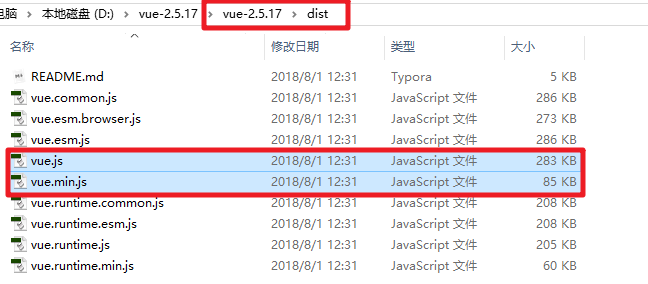 电脑 > 本地磁盘 (D:) > vue-2.5.17 > vue-2.5.17 > dist
名称 修改日期 类型 大小
README.md 2018/8/1 12:31 Typora 5 KB
vue.common.js 2018/8/1 12:31 JavaScript 文件 286 KB
vue.esm.browser.js 2018/8/1 12:31 JavaScript 文件 273 KB
vue.esm.js 2018/8/1 12:31 JavaScript 文件 286 KB
vue.js 2018/8/1 12:31 JavaScript 文件 283 KB
vue.min.js 2018/8/1 12:31 JavaScript 文件 85 KB
vue.runtime.common.js 2018/8/1 12:31 JavaScript 文件 208 KB
vue.runtime.esm.js 2018/8/1 12:31 JavaScript 文件 208 KB
vue.runtime.js 2018/8/1 12:31 JavaScript 文件 205 KB
vue.runtime.min.js 2018/8/1 12:31 JavaScript 文件 60 KB